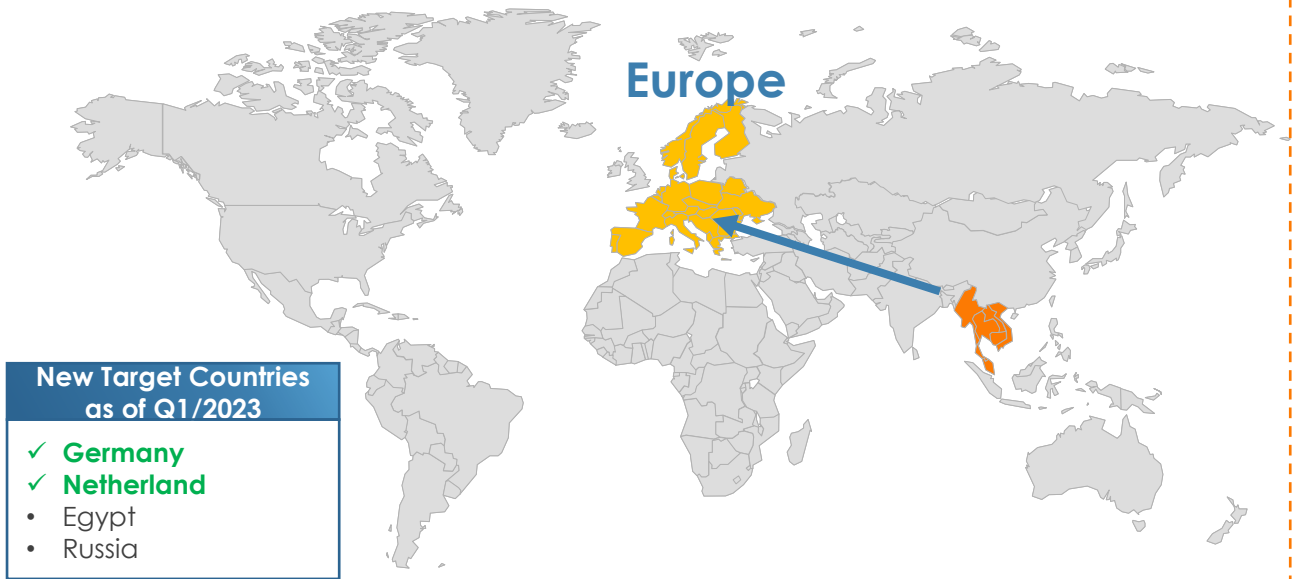 Europe
New Target Countries
as of Q1/2023
✓ Germany
✓ Netherland
• Egypt
• Russia